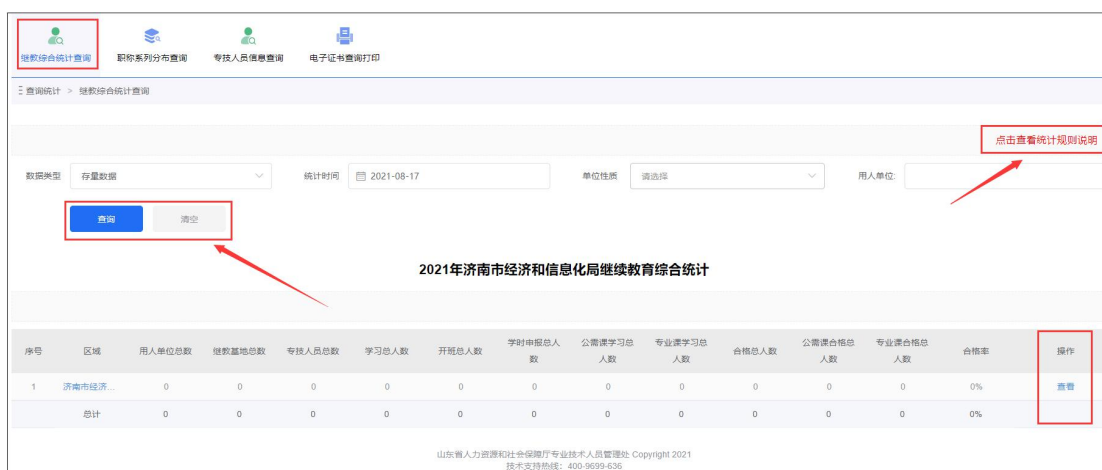 继教综合统计查询 职称系列分布查询 专技人员信息查询 电子证书查询打印
查询统计 > 继教综合统计查询
点击查看统计规则说明
数据类型 存量数据 统计时间 2021-08-17 单位性质 请选择 用人单位:
查询 清空
2021年济南市经济和信息化局继续教育综合统计
序号 区域 用人单位总数 继教基地总数 专技人员总数 学习总人数 开班总人数 学时申报总人数 公需课学习总人数 专业课学习总人数 合格总人数 公需课合格总人数 专业课合格总人数 合格率 操作
1 济南市经济... 0 0 0 0 0 0 0 0 0 0 0 0% 查看
总计 0 0 0 0 0 0 0 0 0 0 0 0%
山东省人力资源和社会保障厅专业技术人员管理处 Copyright 2021
技术支持热线：400-9699-636